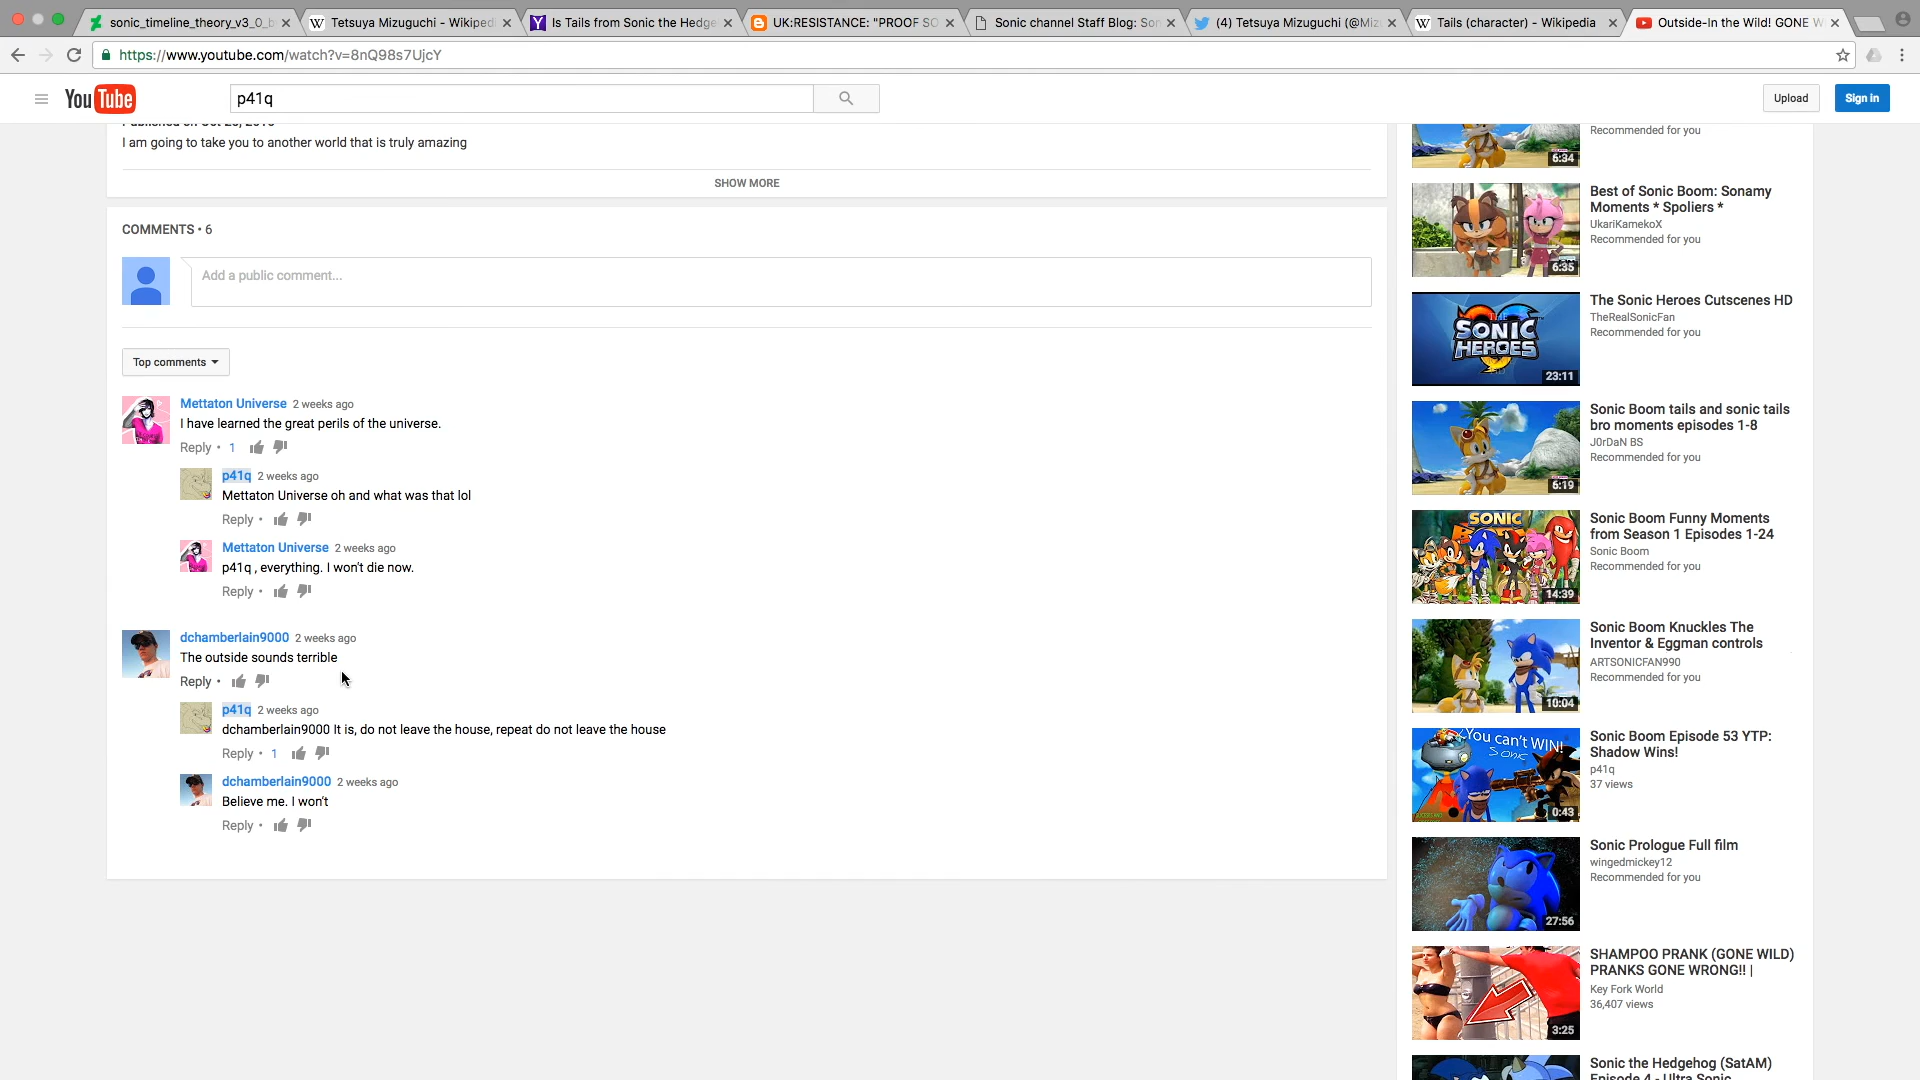 sonic_timeline_theory_v3_0_b
Tetsuya Mizuguchi - Wikiped
Is Tails from Sonic the Hedge
UK:RESISTANCE: "PROOF SO
Sonic channel Staff Blog: Son
(4) Tetsuya Mizuguchi (@Miz
Tails (character) - Wikipedia
Outside-In the Wild! GONE W
https://www.youtube.com/watch?v=8nQ98s7UjcY
YouTube
p41q
Upload
Sign in
I am going to take you to another world that is truly amazing
SHOW MORE
COMMENTS • 6
Add a public comment...
Top comments
Mettaton Universe 2 weeks ago
I have learned the great perils of the universe.
Reply • 1
p41q 2 weeks ago
Mettaton Universe oh and what was that lol
Reply •
Mettaton Universe 2 weeks ago
p41q , everything. I won't die now.
Reply •
dchamberlain9000 2 weeks ago
The outside sounds terrible
Reply •
p41q 2 weeks ago
dchamberlain9000 It is, do not leave the house, repeat do not leave the house
Reply • 1
dchamberlain9000 2 weeks ago
Believe me. I won't
Reply •
Recommended for you
6:34
Best of Sonic Boom: Sonamy
Moments * Spoliers *
UkariKamekoX
Recommended for you
6:35
The Sonic Heroes Cutscenes HD
TheRealSonicFan
Recommended for you
SONIC
HEROES
23:11
Sonic Boom tails and sonic tails
bro moments episodes 1-8
J0rDaN BS
Recommended for you
6:19
Sonic Boom Funny Moments
from Season 1 Episodes 1-24
Sonic Boom
Recommended for you
SONIC
14:39
Sonic Boom Knuckles The
Inventor & Eggman controls
ARTSONICFAN990
Recommended for you
10:04
Sonic Boom Episode 53 YTP:
Shadow Wins!
p41q
37 views
You can't WIN!
SONIC
0:43
Sonic Prologue Full film
wingedmickey12
Recommended for you
27:56
SHAMPOO PRANK (GONE WILD)
PRANKS GONE WRONG!! |
Key Fork World
36,407 views
3:25
Sonic the Hedgehog (SatAM)
Episode 4 - Ultra Sonic